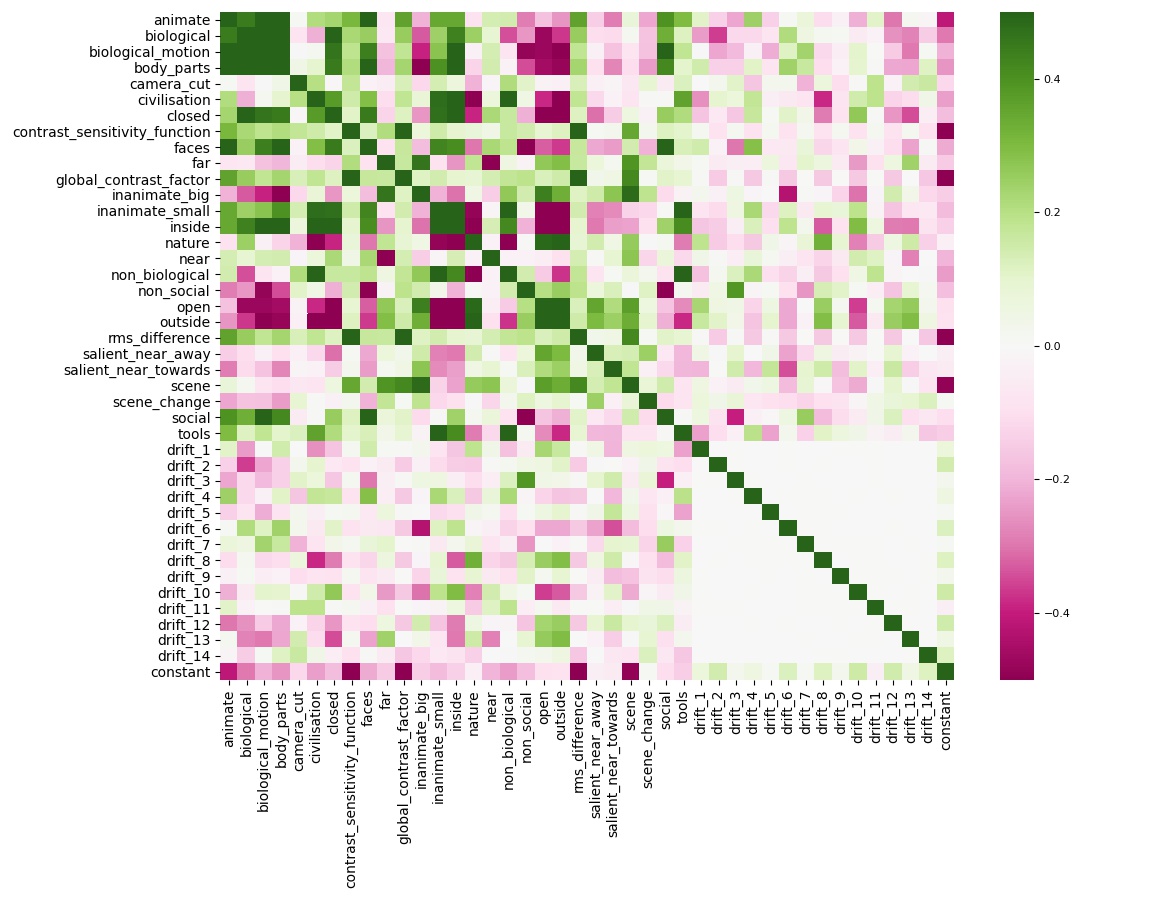 animate
biological
biological_motion
body_parts
camera_cut
civilisation
closed
contrast_sensitivity_function
faces
far
global_contrast_factor
inanimate_big
inanimate_small
inside
nature
near
non_biological
non_social
open
outside
rms_difference
salient_near_away
salient_near_towards
scene
scene_change
social
tools
drift_1
drift_2
drift_3
drift_4
drift_5
drift_6
drift_7
drift_8
drift_9
drift_10
drift_11
drift_12
drift_13
drift_14
constant
animate
biological
biological_motion
body_parts
camera_cut
civilisation
closed
contrast_sensitivity_function
faces
far
global_contrast_factor
inanimate_big
inanimate_small
inside
nature
near
non_biological
non_social
open
outside
rms_difference
salient_near_away
salient_near_towards
scene
scene_change
social
tools
drift_1
drift_2
drift_3
drift_4
drift_5
drift_6
drift_7
drift_8
drift_9
drift_10
drift_11
drift_12
drift_13
drift_14
constant
0.4
0.2
0.0
−0.2
−0.4